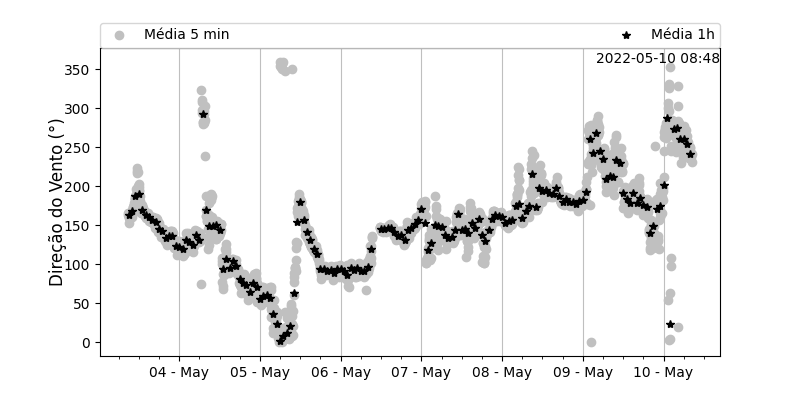 Média 5 min
Média 1h
2022-05-10 08:48
Direção do Vento (°)
350
300
250
200
150
100
50
0
04 - May
05 - May
06 - May
07 - May
08 - May
09 - May
10 - May